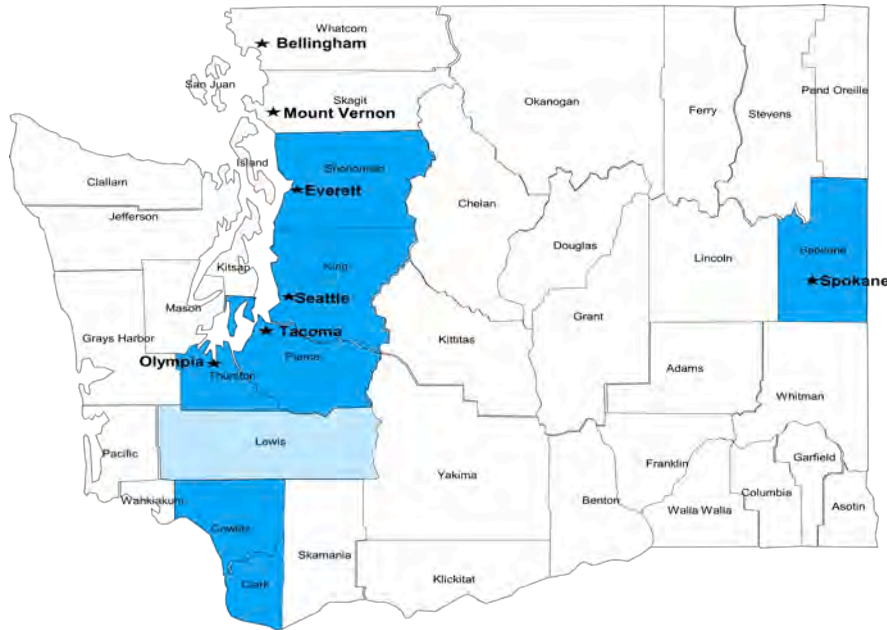 Whatcom
Bellingham
San Juan
Skagit
Mount Vernon
Okanogan
Ferry
Stevens
Pend Oreille
Island
Snohomish
Clallam
Everett
Chelan
Jefferson
Douglas
Lincoln
Spokane
Kitsap
King
Spokane
Mason
Seattle
Grant
Grays Harbor
Tacoma
Kittitas
Pierce
Olympia
Thurston
Adams
Whitman
Lewis
Pacific
Yakima
Franklin
Garfield
Wahkiakum
Benton
Columbia
Walla Walla
Asotin
Cowlitz
Skamania
Klickitat
Clark